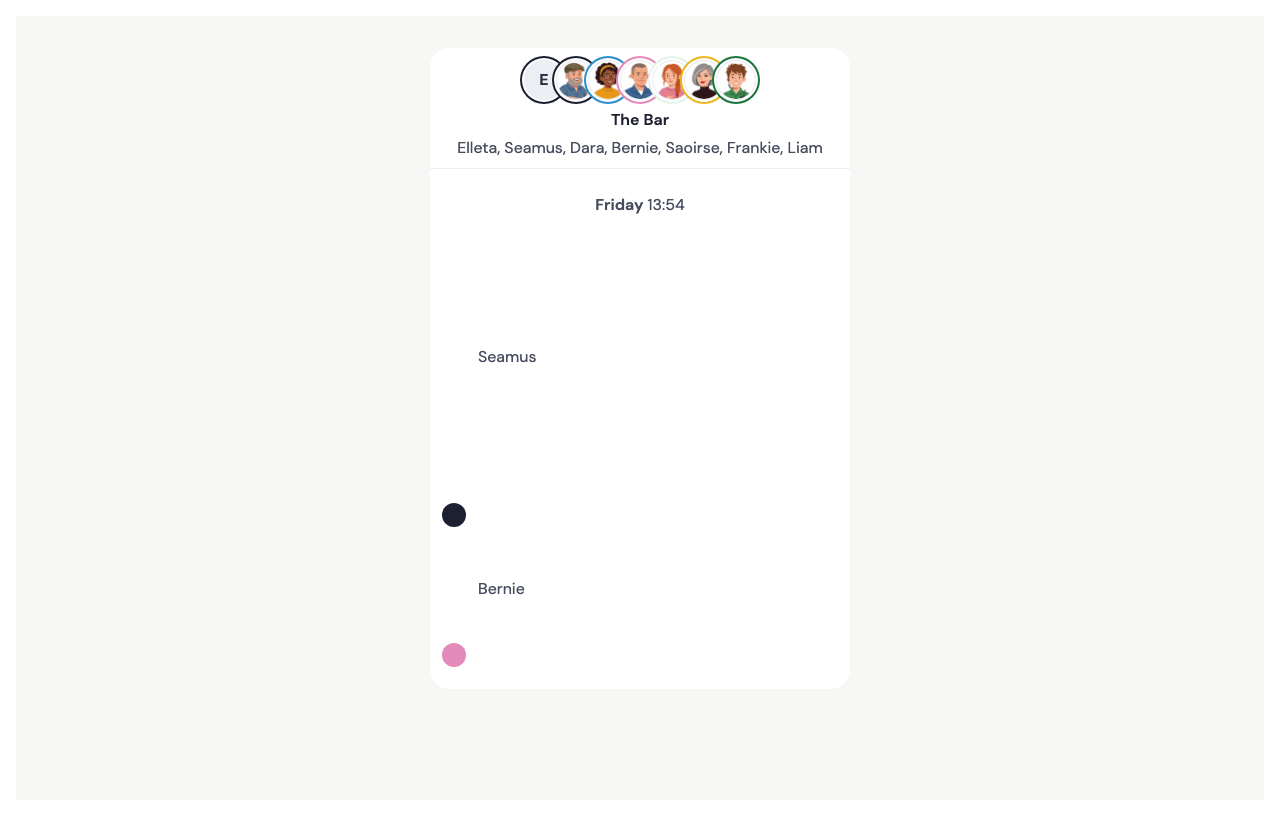 E
The Bar
Elleta, Seamus, Dara, Bernie, Saoirse, Frankie, Liam
Friday 13:54
Seamus
Bernie